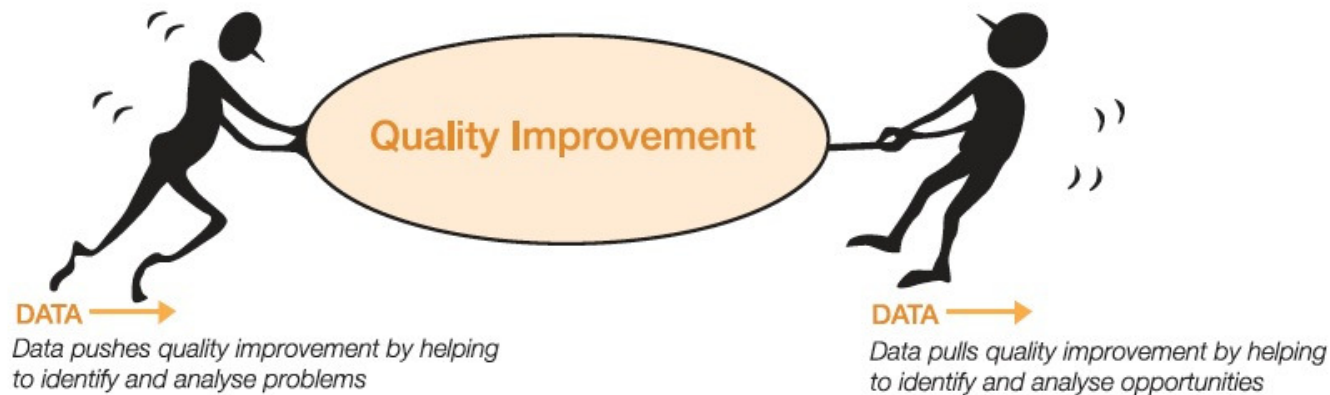 Quality Improvement
DATA
Data pushes quality improvement by helping
to identify and analyse problems
DATA
Data pulls quality improvement by helping
to identify and analyse opportunities